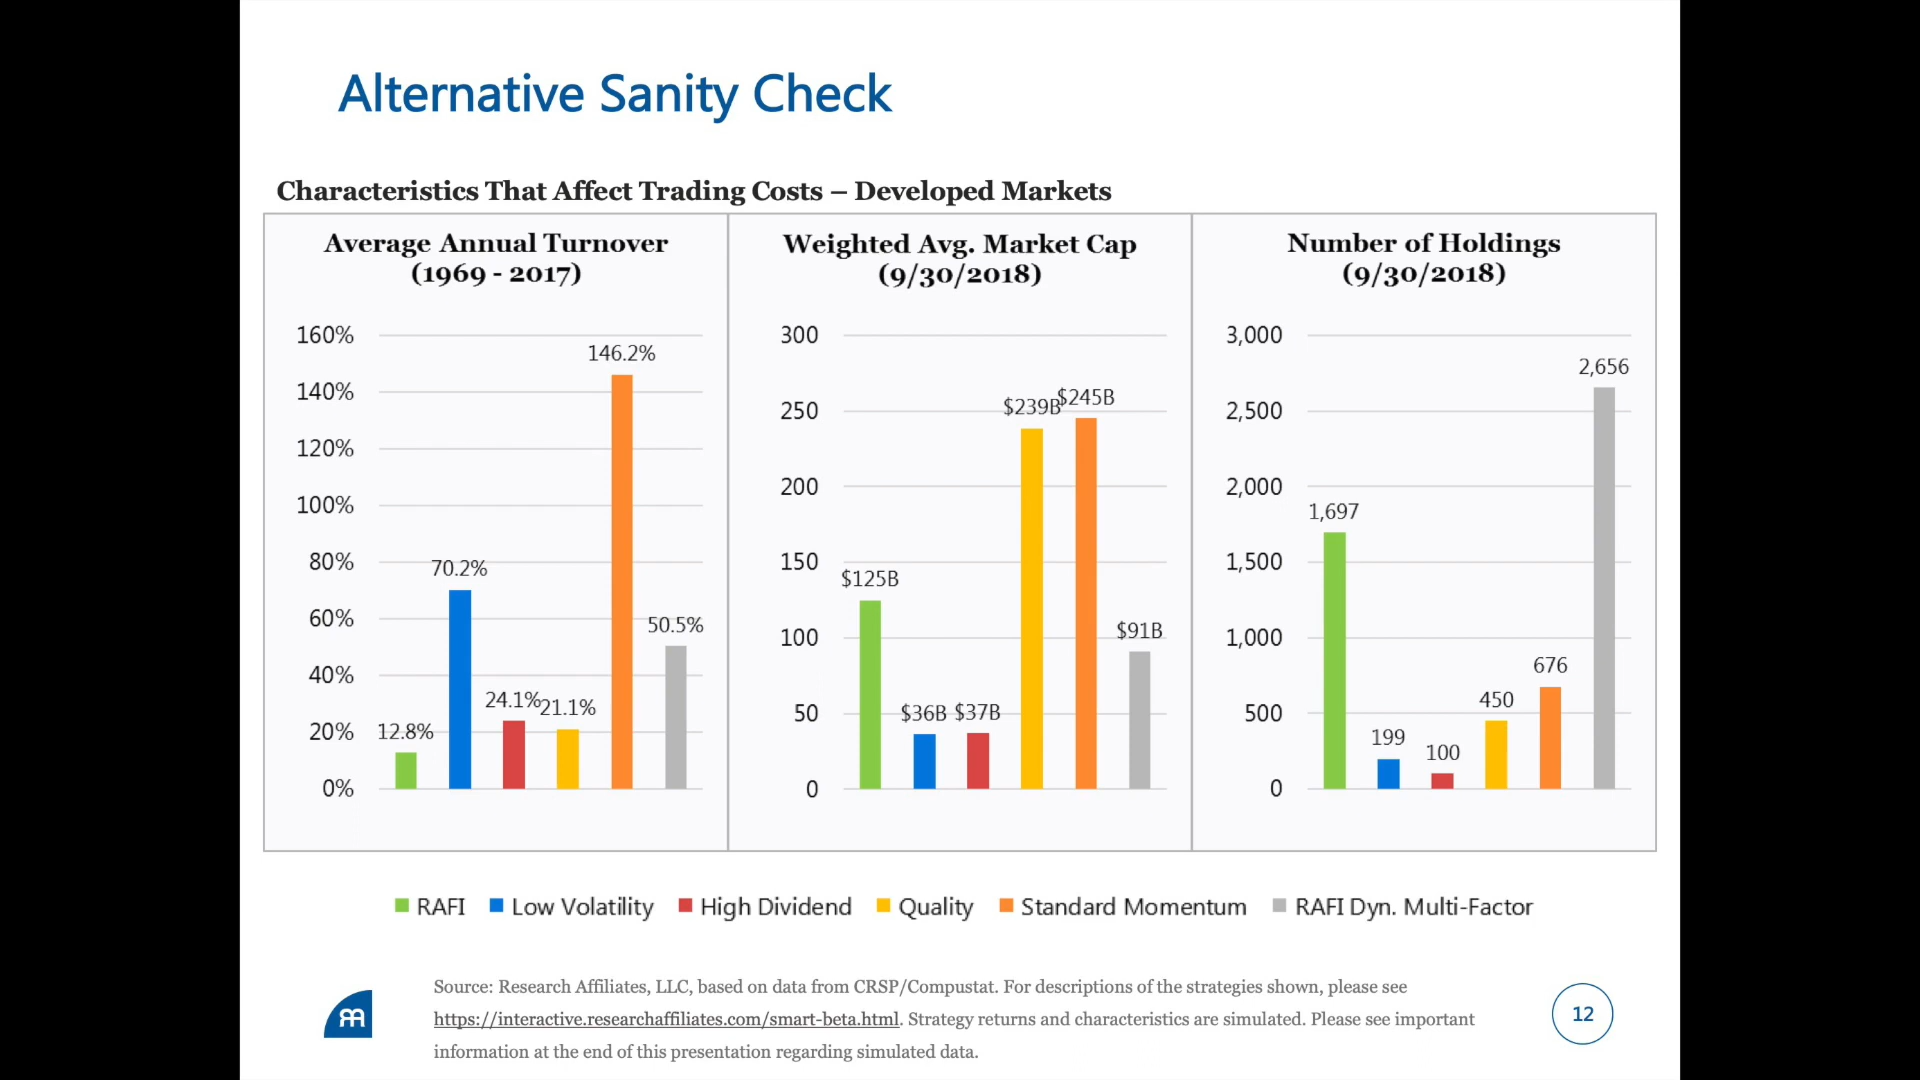 Alternative Sanity Check
Characteristics That Affect Trading Costs – Developed Markets
Average Annual Turnover
(1969 - 2017)
160%
140%
120%
100%
80%
60%
40%
20%
0%
12.8%
70.2%
24.1%
21.1%
146.2%
50.5%
Weighted Avg. Market Cap
(9/30/2018)
300
250
200
150
100
50
0
$125B
$36B
$37B
$239B
$245B
$91B
Number of Holdings
(9/30/2018)
3,000
2,500
2,000
1,500
1,000
500
0
1,697
199
100
450
676
2,656
RAFI Low Volatility High Dividend Quality Standard Momentum RAFI Dyn. Multi-Factor
Source: Research Affiliates, LLC, based on data from CRSP/Compustat. For descriptions of the strategies shown, please see
https://interactive.researchaffiliates.com/smart-beta.html. Strategy returns and characteristics are simulated. Please see important
information at the end of this presentation regarding simulated data.
12